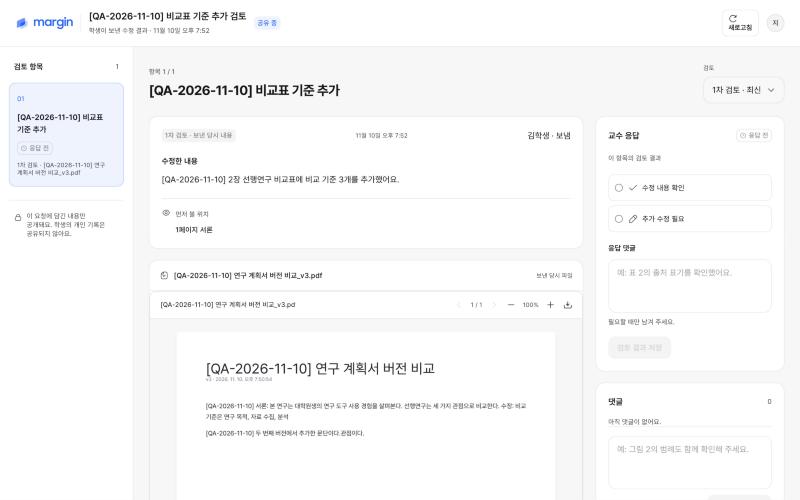 margin
[QA-2026-11-10] 비교표 기준 추가 검토
학생이 보낸 수정 결과 · 11월 10일 오후 7:52
공유 중
새로고침
지
검토 항목
1
01
[QA-2026-11-10] 비교표
기준 추가
응답 전
1차 검토 · [QA-2026-11-10] 연구
계획서 버전 비교_v3.pdf
이 요청에 담긴 내용만
공개돼요. 학생의 개인 기록은
공유되지 않아요.
항목 1 / 1
[QA-2026-11-10] 비교표 기준 추가
검토
1차 검토 · 최신
1차 검토 · 보낸 당시 내용
11월 10일 오후 7:52
김학생 · 보냄
수정한 내용
[QA-2026-11-10] 2장 선행연구 비교표에 비교 기준 3개를 추가했어요.
먼저 볼 위치
1페이지 서론
[QA-2026-11-10] 연구 계획서 버전 비교_v3.pdf
보낸 당시 파일
[QA-2026-11-10] 연구 계획서 버전 비교_v3.pd
1 / 1
100%
[QA-2026-11-10] 연구 계획서 버전 비교
v3 · 2026. 11. 10. 오후 7:50:54
[QA-2026-11-10] 서론: 본 연구는 대학원생의 연구 도구 사용 경험을 살펴본다. 선행연구는 세 가지 관점으로 비교한다. 수정: 비교
기준은 연구 목적, 자료 수집, 분석
[QA-2026-11-10] 두 번째 버전에서 추가한 문단이다.관점이다.
교수 응답
응답 전
이 항목의 검토 결과
수정 내용 확인
추가 수정 필요
응답 댓글
예: 표 2의 출처 표기를 확인했어요.
필요할 때만 남겨 주세요.
검토 결과 저장
댓글
0
아직 댓글이 없어요.
예: 그림 2의 범례도 함께 확인해 주세요.